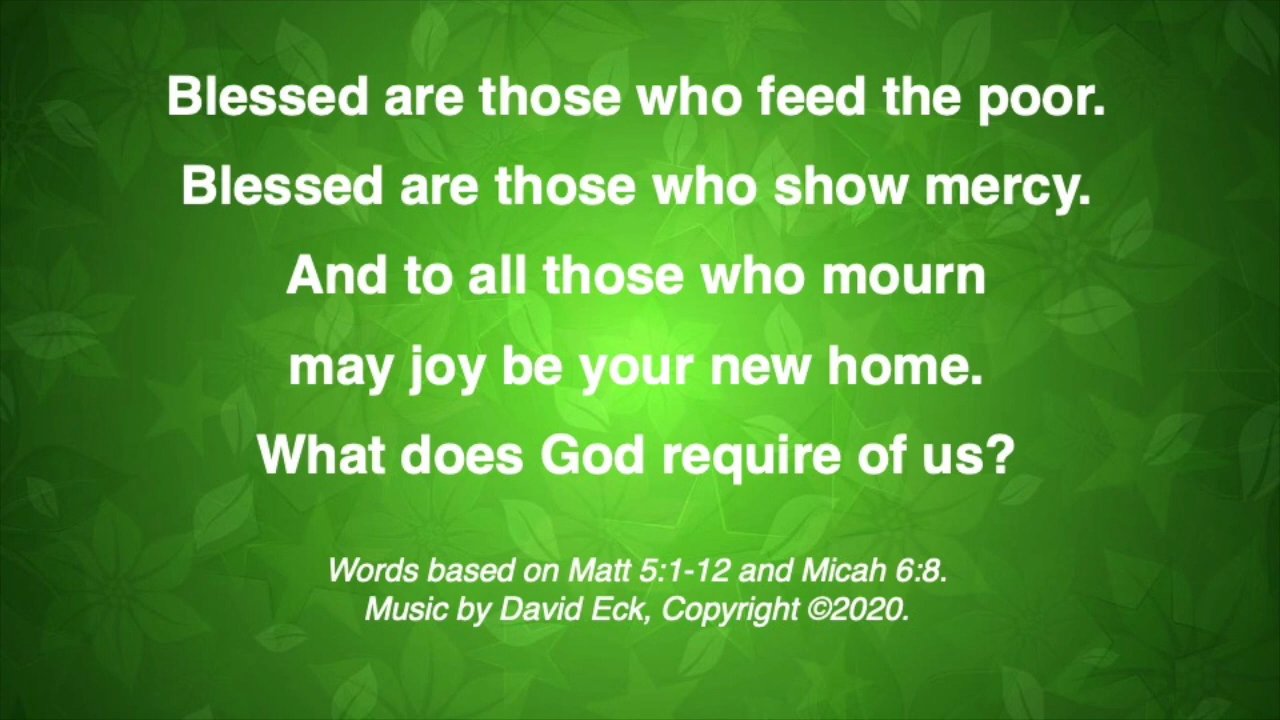 Blessed are those who feed the poor.
Blessed are those who show mercy.
And to all those who mourn
may joy be your new home.
What does God require of us?
Words based on Matt 5:1-12 and Micah 6:8.
Music by David Eck, Copyright ©2020.